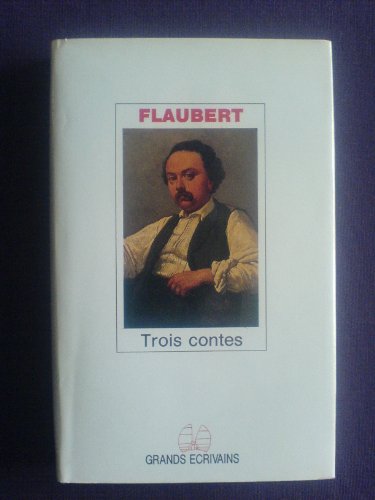 FLAUBERT
Trois contes
GRANDS ECRIVAINS